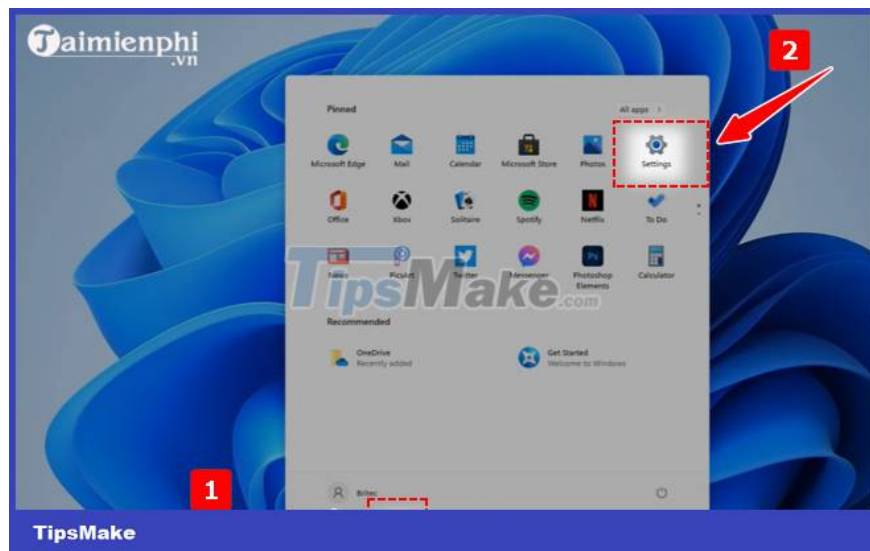 Taimienphi
.vn
2
Pinned
All apps >
Microsoft Edge Mail Calendar Microsoft Store Photos Settings
Office Xbox Solitaire Spotify Netflix To Do
News PicsArt Twitter Messenger Photoshop Elements Calculator
TipsMake.com
Recommended
OneDrive Get Started
Recently added Welcome to Windows
1
Britec
TipsMake